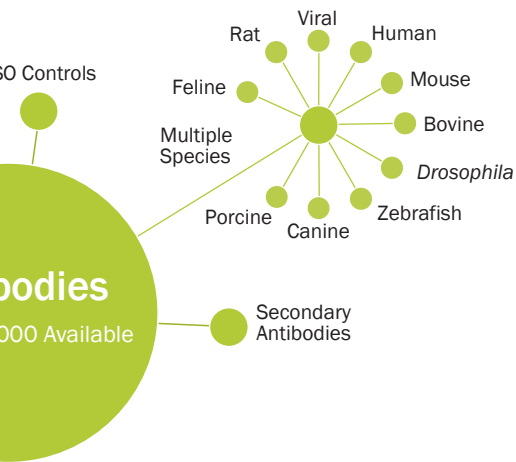 Viral
Rat
Human
SO Controls
Feline
Mouse
Multiple
Species
Bovine
Drosophila
Porcine
Canine
Zebrafish
bodies
000 Available
Secondary
Antibodies